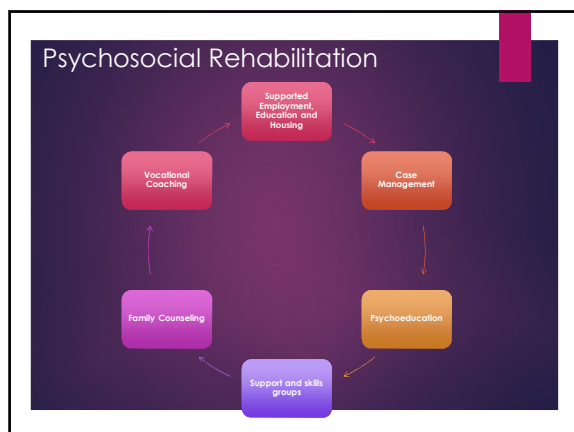 Psychosocial Rehabilitation
Supported
Employment,
Education and
Housing
Case
Management
Psychoeducation
Support and skills
groups
Family Counseling
Vocational
Coaching